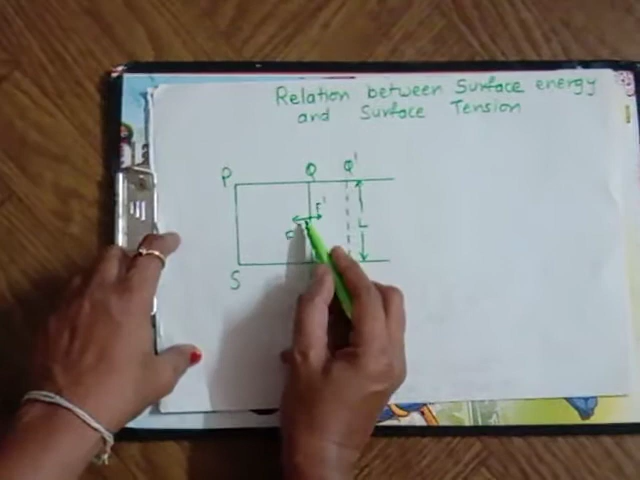 Relation between Surface energy
and Surface Tension
P Q Q'
F'
F L
S